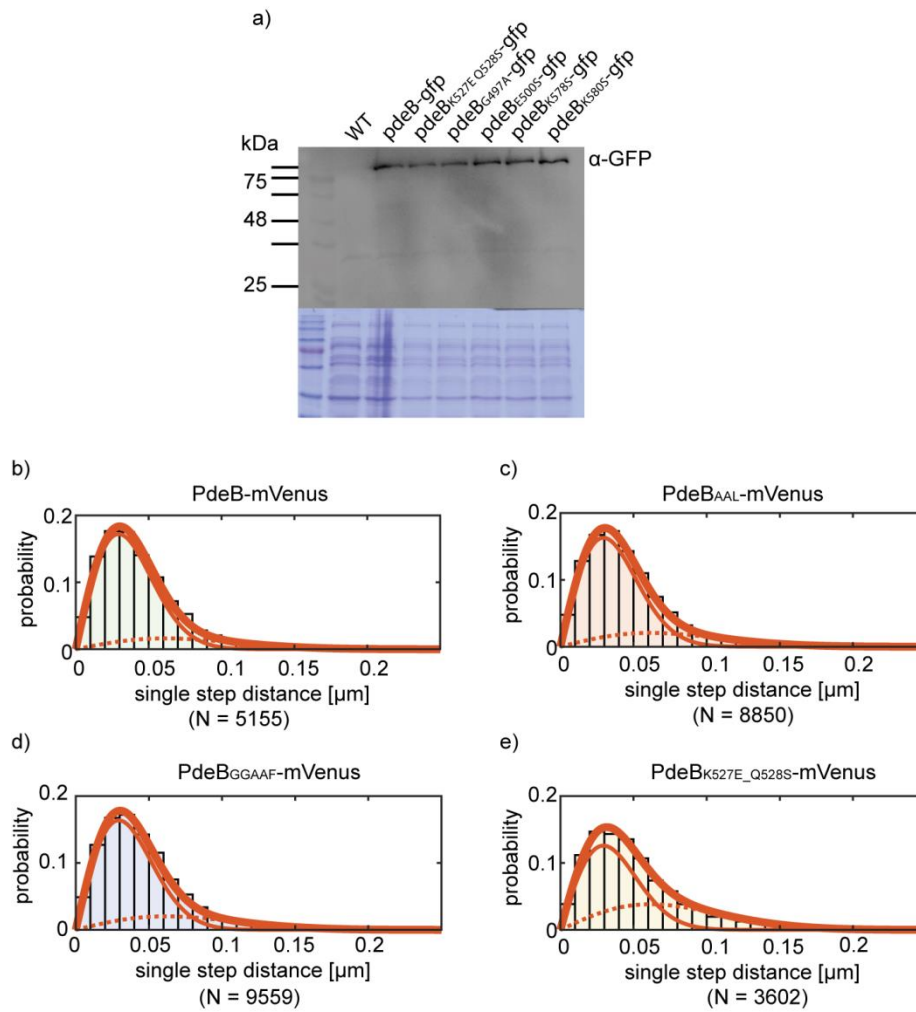 a)
WT
pdeB-gfp
pdeBK527E Q528S-gfp
pdeBG497A-gfp
pdeBE500S-gfp
pdeBK578S-gfp
pdeBK580S-gfp
kDa
α-GFP
75
48
25
b)
PdeB-mVenus
0.2
0.1
0
probability
0 0.05 0.1 0.15 0.2
single step distance [µm]
(N = 5155)
c)
PdeBAAL-mVenus
0.2
0.1
0
probability
0 0.05 0.1 0.15 0.2
single step distance [µm]
(N = 8850)
d)
PdeBGGAAF-mVenus
0.2
0.1
0
probability
0 0.05 0.1 0.15 0.2
single step distance [µm]
(N = 9559)
e)
PdeBK527E_Q528S-mVenus
0.2
0.1
0
probability
0 0.05 0.1 0.15 0.2
single step distance [µm]
(N = 3602)